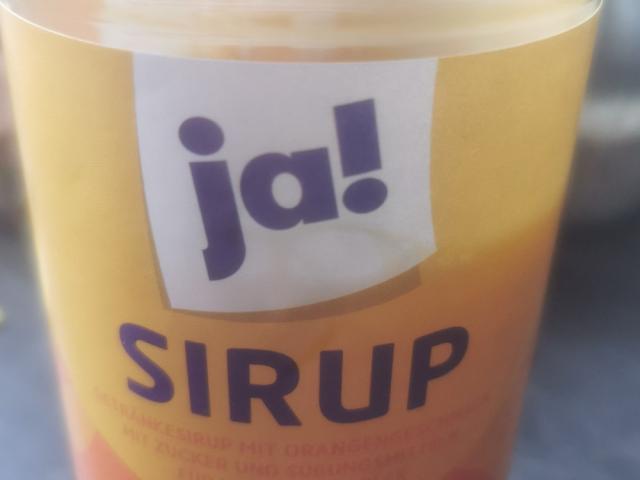 ja!
SIRUP
GETRÄNKESIRUP MIT ORANGENGESCHMACK
MIT ZUCKER UND SÜßUNGSMITTELN